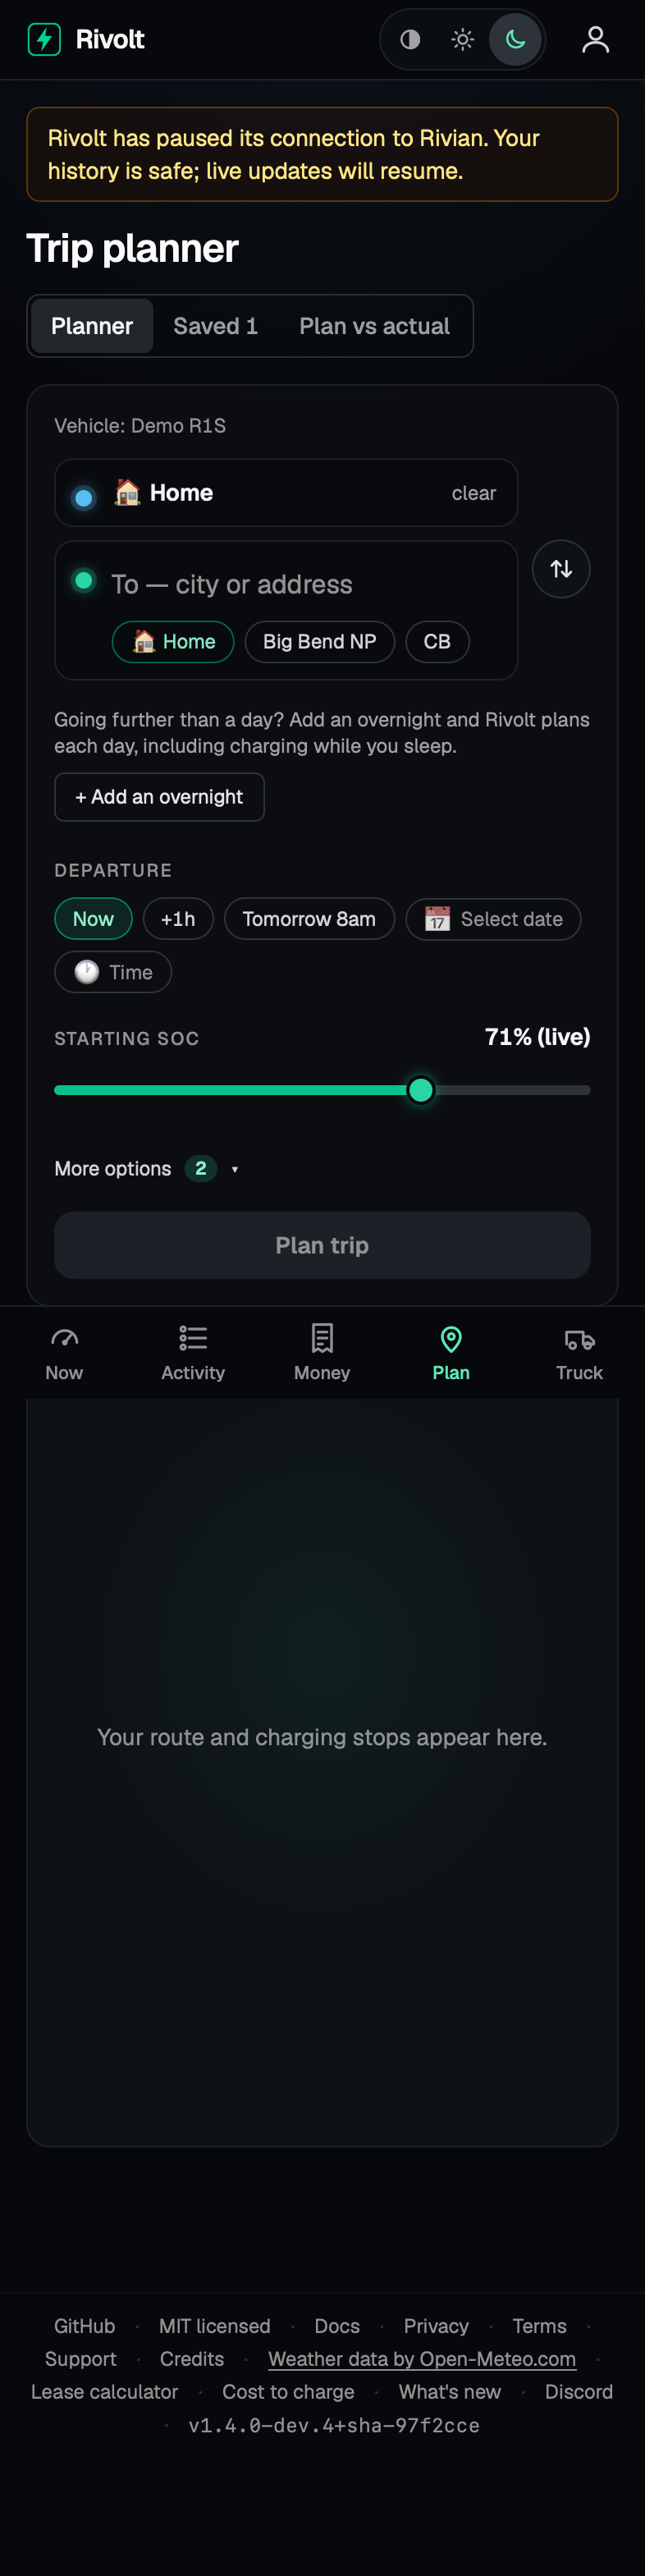 Rivolt
Rivolt has paused its connection to Rivian. Your
history is safe; live updates will resume.
Trip planner
Planner Saved 1 Plan vs actual
Vehicle: Demo R1S
🏠 Home clear
To — city or address
🏠 Home Big Bend NP CB
Going further than a day? Add an overnight and Rivolt plans
each day, including charging while you sleep.
+ Add an overnight
DEPARTURE
Now +1h Tomorrow 8am 📅 Select date
🕐 Time
STARTING SOC 71% (live)
More options 2 ▾
Plan trip
Now Activity Money Plan Truck
Your route and charging stops appear here.
GitHub · MIT licensed · Docs · Privacy · Terms ·
Support · Credits · Weather data by Open-Meteo.com ·
Lease calculator · Cost to charge · What's new · Discord
· v1.4.0-dev.4+sha-97f2cce